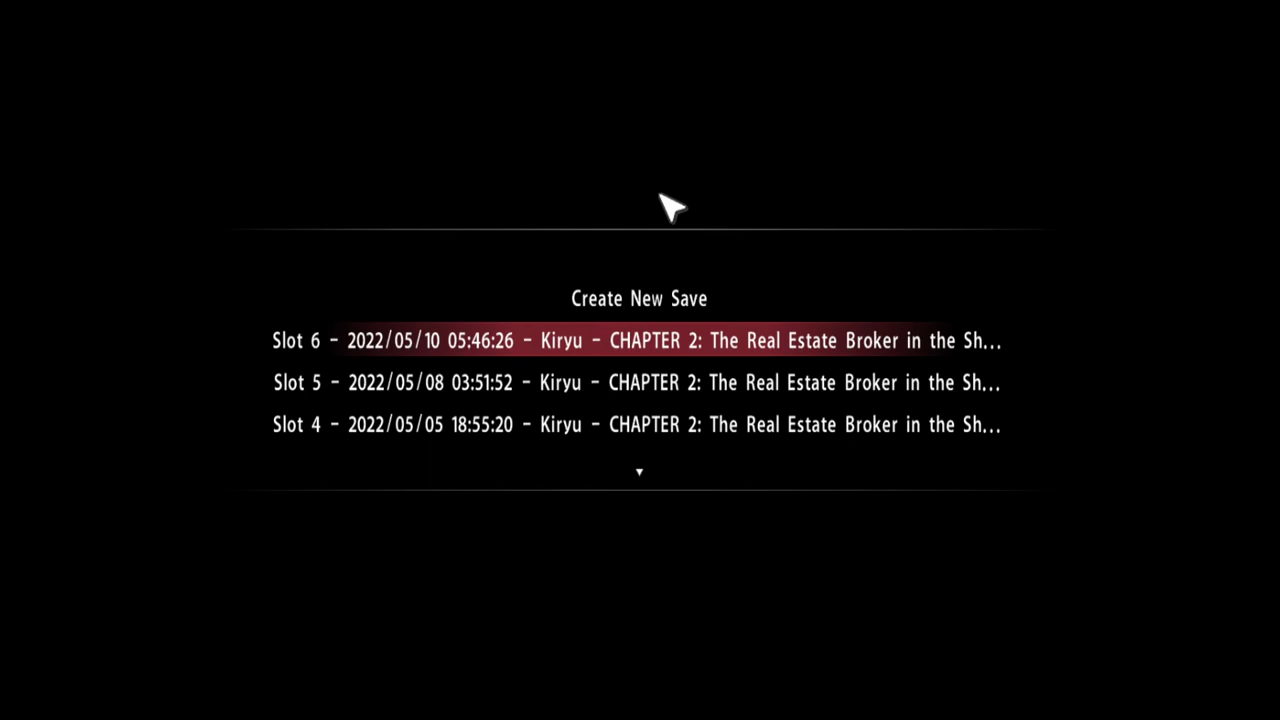 Create New Save
Slot 6 - 2022/05/10 05:46:26 - Kiryu - CHAPTER 2: The Real Estate Broker in the Sh...
Slot 5 - 2022/05/08 03:51:52 - Kiryu - CHAPTER 2: The Real Estate Broker in the Sh...
Slot 4 - 2022/05/05 18:55:20 - Kiryu - CHAPTER 2: The Real Estate Broker in the Sh...